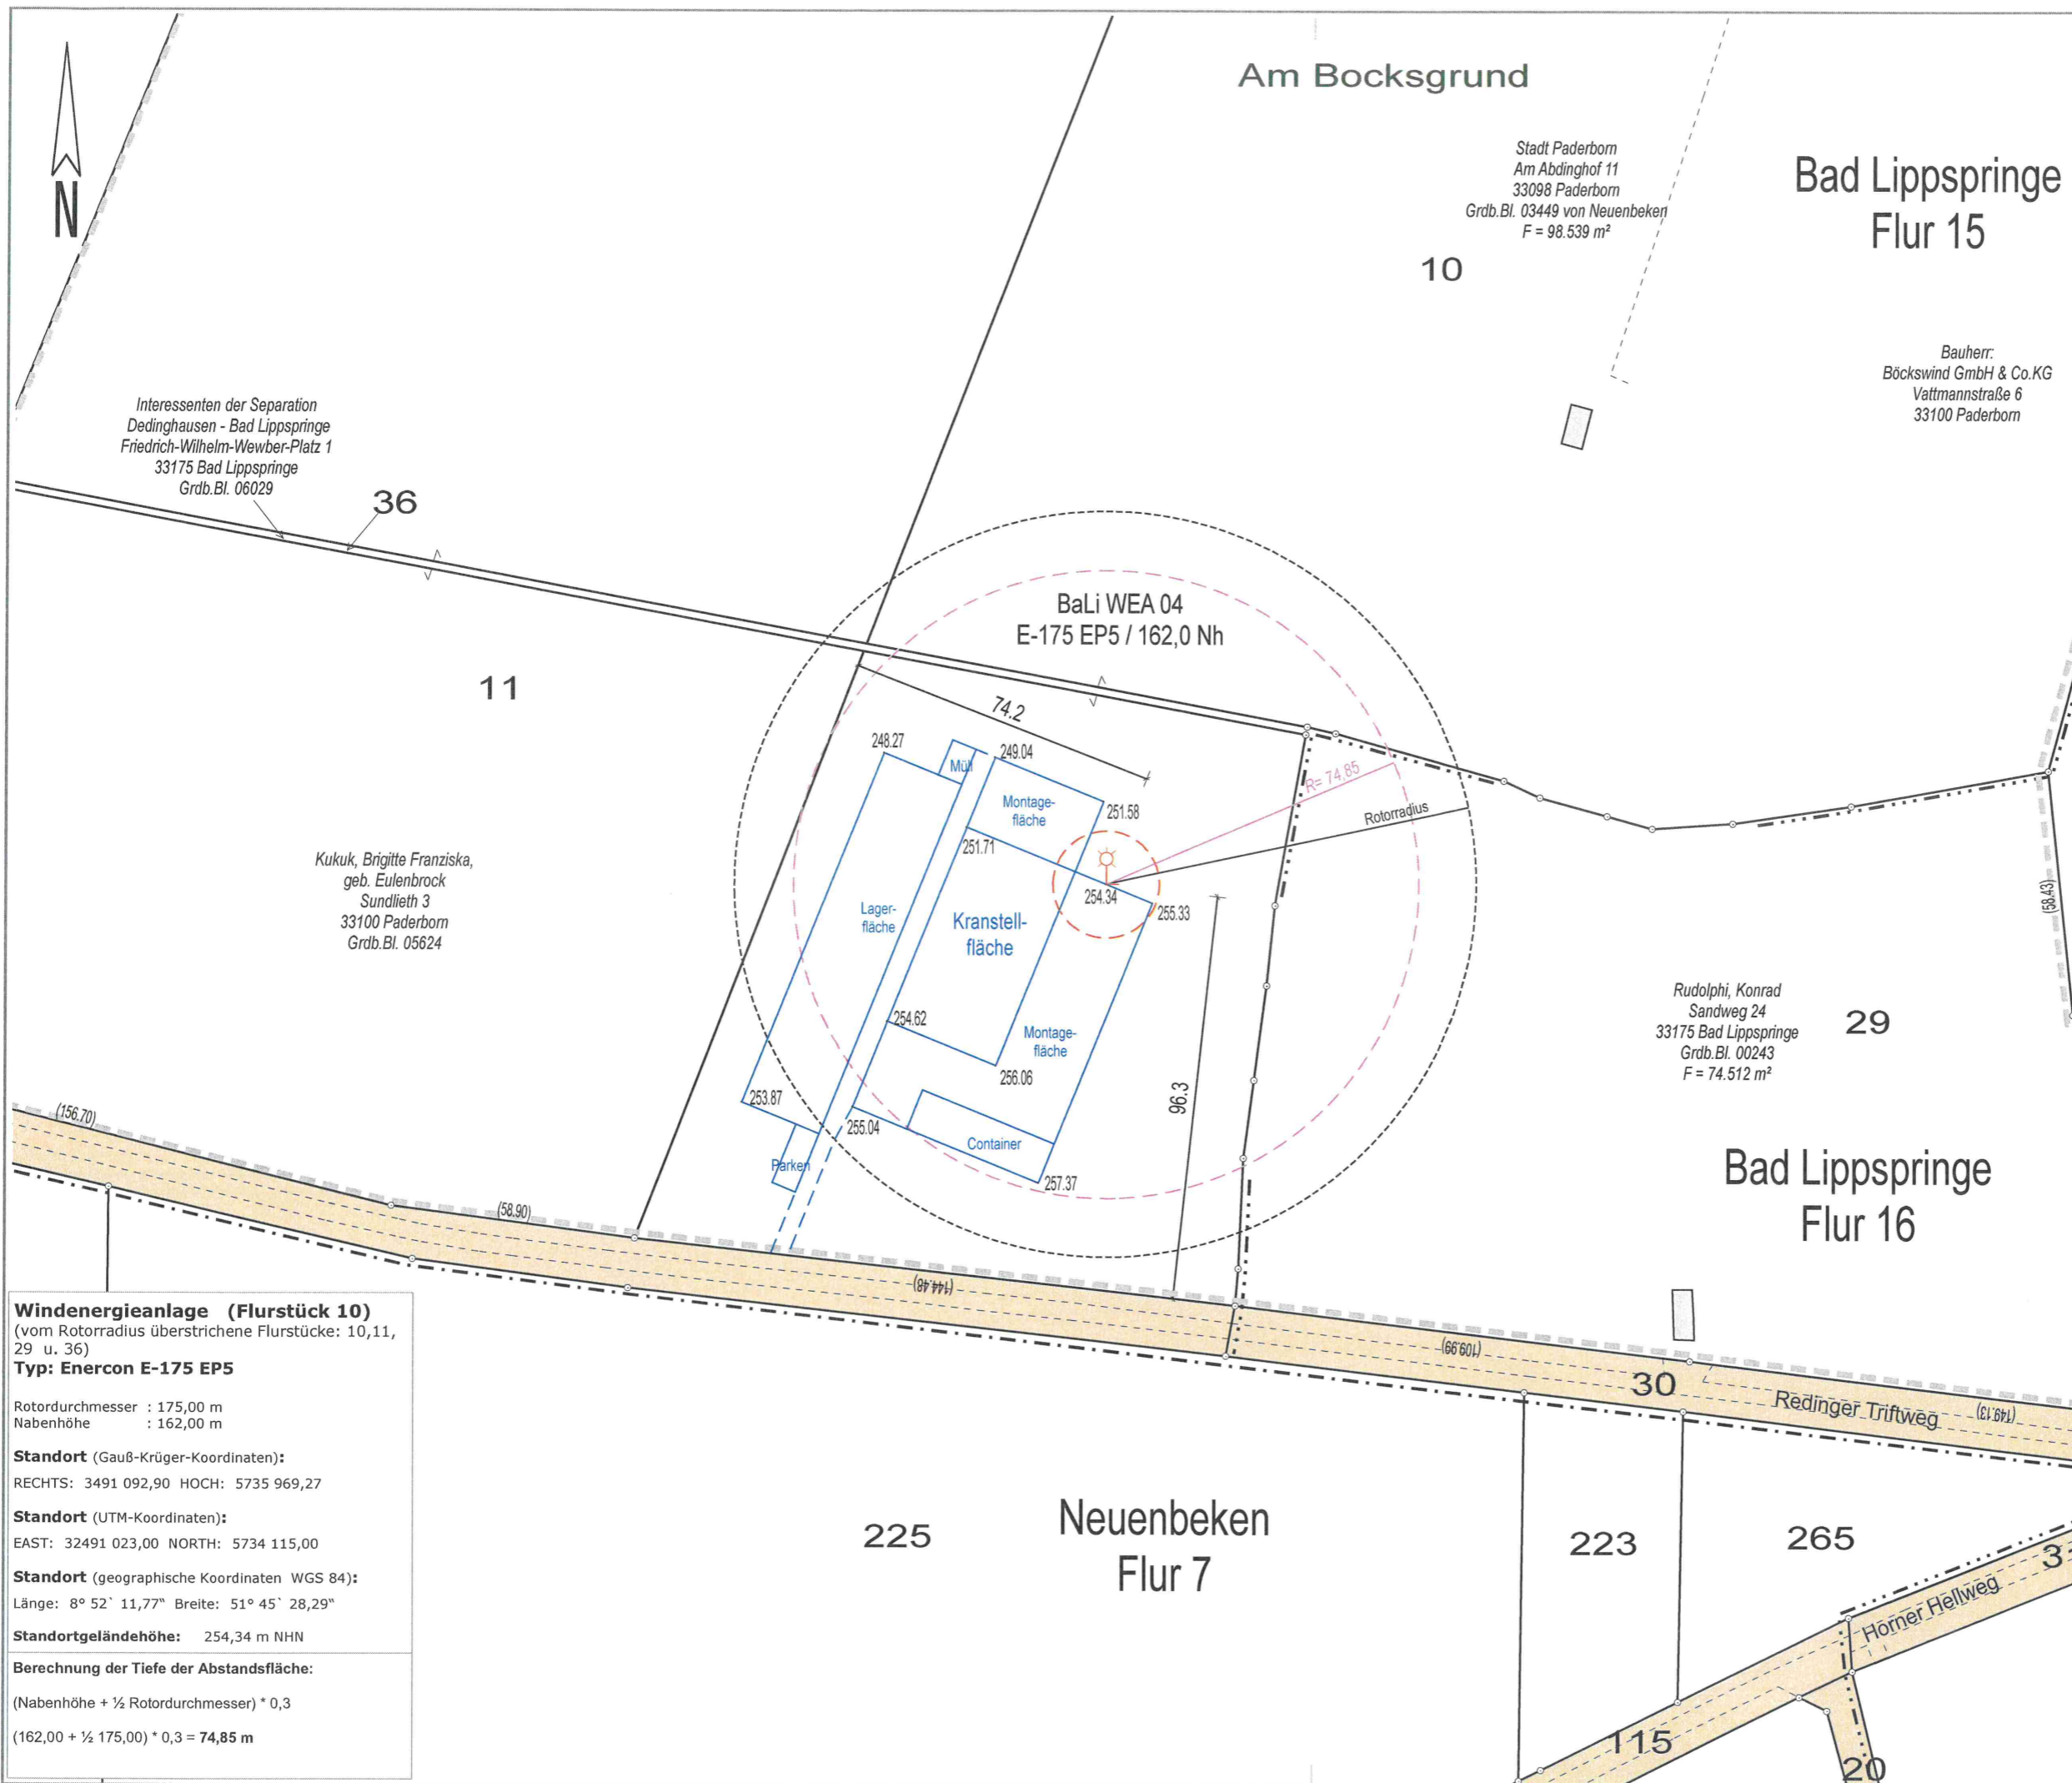 Am Bocksgrund
N
Stadt Paderborn
Am Abdinghof 11
33098 Paderborn
Grdb.Bl. 03449 von Neuenbeken
F = 98.539 m²
10
Bad Lippspringe
Flur 15
Bauherr:
Böckswind GmbH & Co.KG
Vattmannstraße 6
33100 Paderborn
Interessenten der Separation
Dedinghausen - Bad Lippspringe
Friedrich-Wilhelm-Wewber-Platz 1
33175 Bad Lippspringe
Grdb.Bl. 06029
36
BaLi WEA 04
E-175 EP5 / 162,0 Nh
11
74.2
248.27
Müll
249.04
Montage-
fläche
251.58
R= 74,85
Rotorradius
251.71
254.34
255.33
Kukuk, Brigitte Franziska,
geb. Eulenbrock
Sundlieth 3
33100 Paderborn
Grdb.Bl. 05624
Lager-
fläche
Kranstell-
fläche
(58.43)
Rudolphi, Konrad
Sandweg 24
33175 Bad Lippspringe
Grdb.Bl. 00243
F = 74.512 m²
29
254.62
Montage-
fläche
256.06
96.3
253.87
255.04
Container
Parken
257.37
(156.70)
(58.90)
(144.48)
(109.99)
Bad Lippspringe
Flur 16
30
Redinger Triftweg
(149.13)
Windenergieanlage (Flurstück 10)
(vom Rotorradius überstrichene Flurstücke: 10,11,
29 u. 36)
Typ: Enercon E-175 EP5
Rotordurchmesser : 175,00 m
Nabenhöhe : 162,00 m
Standort (Gauß-Krüger-Koordinaten):
RECHTS: 3491 092,90 HOCH: 5735 969,27
Standort (UTM-Koordinaten):
EAST: 32491 023,00 NORTH: 5734 115,00
Standort (geographische Koordinaten WGS 84):
Länge: 8° 52` 11,77" Breite: 51° 45` 28,29"
Standortgeländehöhe: 254,34 m NHN
Berechnung der Tiefe der Abstandsfläche:
(Nabenhöhe + ½ Rotordurchmesser) * 0,3
(162,00 + ½ 175,00) * 0,3 = 74,85 m
225
Neuenbeken
Flur 7
223
265
Horner Hellweg
115
20